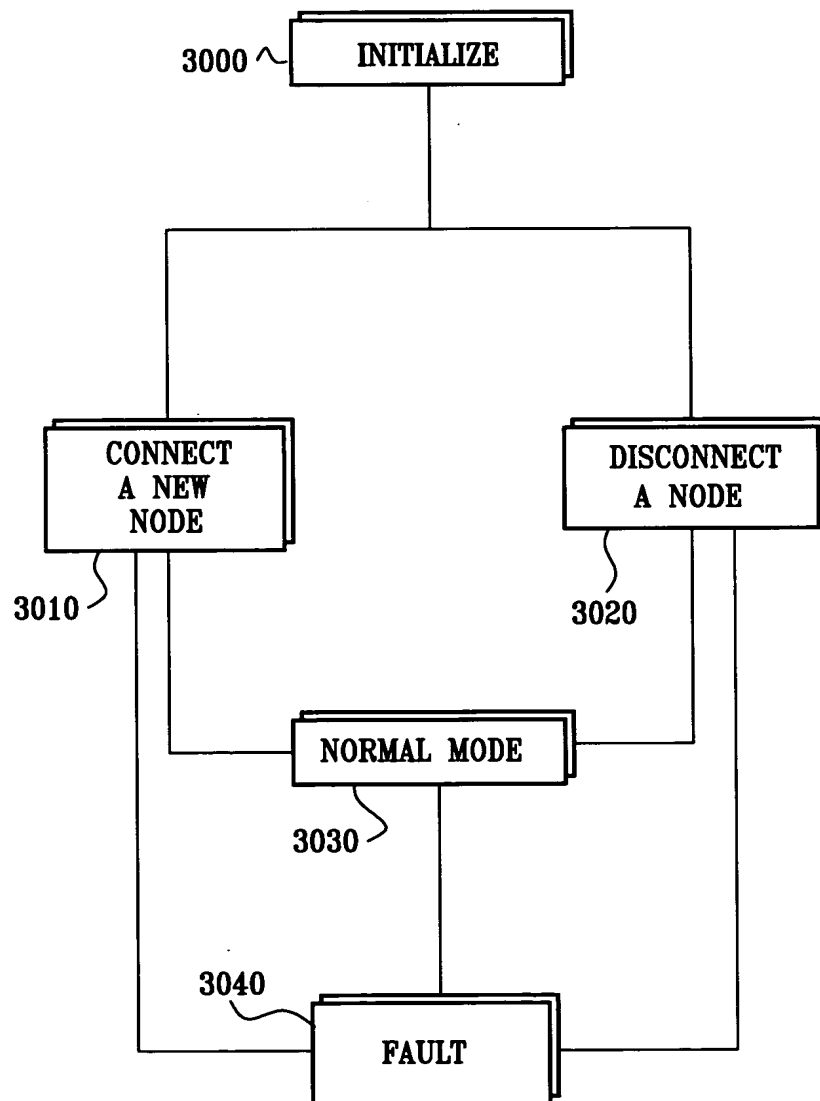 3000
INITIALIZE
CONNECT
A NEW
NODE
3010
DISCONNECT
A NODE
3020
NORMAL MODE
3030
3040
FAULT